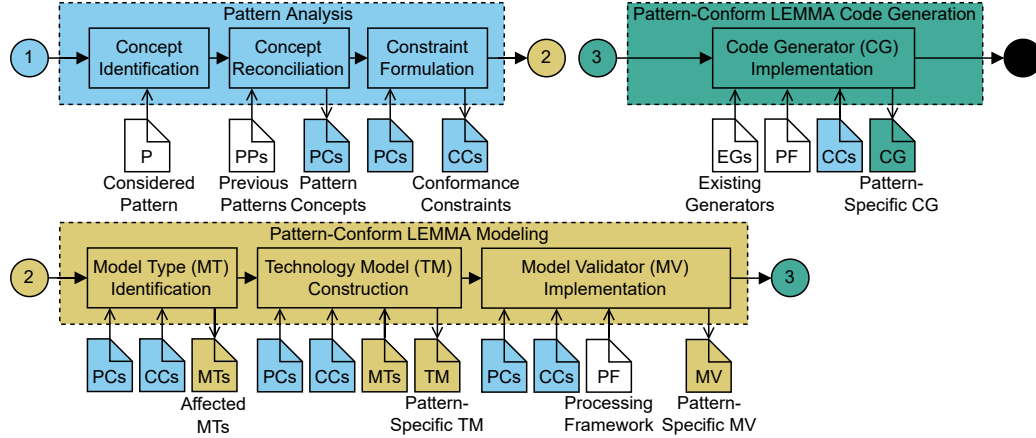 Pattern Analysis
1
Concept
Identification
Concept
Reconciliation
Constraint
Formulation
2
P
PPs
PCs
PCs
CCs
Considered
Pattern
Previous
Patterns
Pattern
Concepts
Conformance
Constraints
Pattern-Conform LEMMA Code Generation
3
Code Generator (CG)
Implementation
EGs
PF
CCs
CG
Existing
Generators
Pattern-
Specific CG
Pattern-Conform LEMMA Modeling
2
Model Type (MT)
Identification
Technology Model (TM)
Construction
Model Validator (MV)
Implementation
3
PCs
CCs
MTs
PCs
CCs
MTs
TM
PCs
CCs
PF
MV
Affected
MTs
Pattern-
Specific TM
Processing
Framework
Pattern-
Specific MV